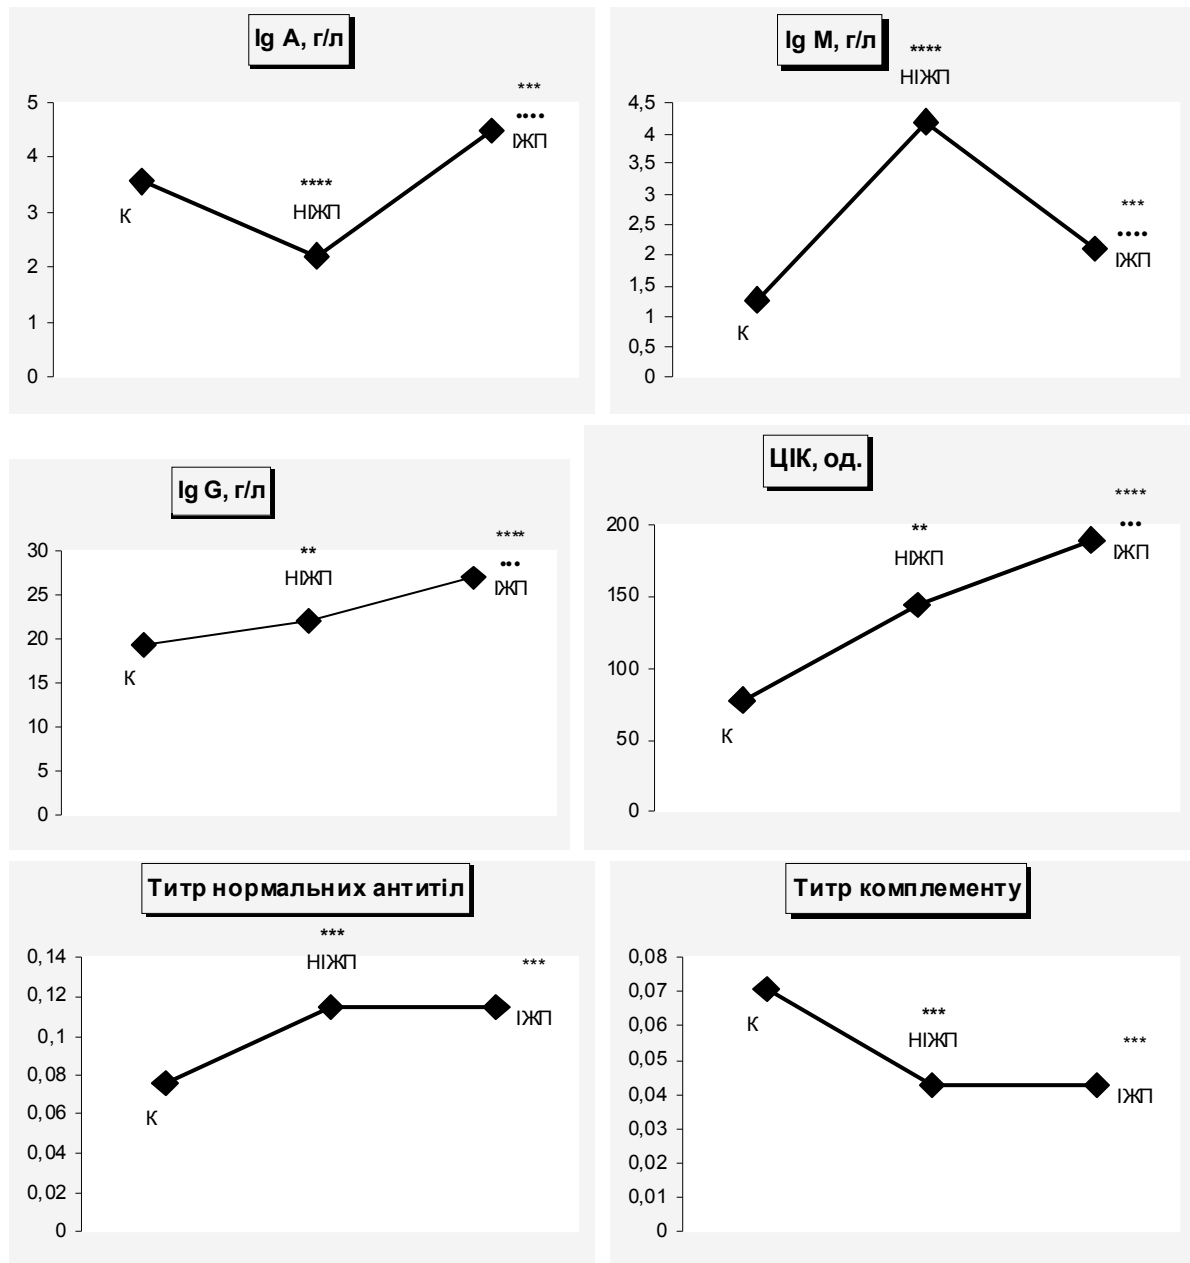 Ig A, г/л
***
••••
ІЖП
5
4
3
2
1
0
К
****
НІЖП
Ig M, г/л
****
НІЖП
4,5
4
3,5
3
2,5
2
1,5
1
0,5
0
К
***
••••
ІЖП
Ig G, г/л
****
•••
ІЖП
30
25
20
15
10
5
0
**
НІЖП
К
ЦІК, од.
****
•••
ІЖП
200
150
100
50
0
**
НІЖП
К
Титр нормальних антитіл
***
НІЖП
***
ІЖП
0,14
0,12
0,1
0,08
0,06
0,04
0,02
0
К
Титр комплементу
0,08
0,07
0,06
0,05
0,04
0,03
0,02
0,01
0
К
***
НІЖП
***
ІЖП